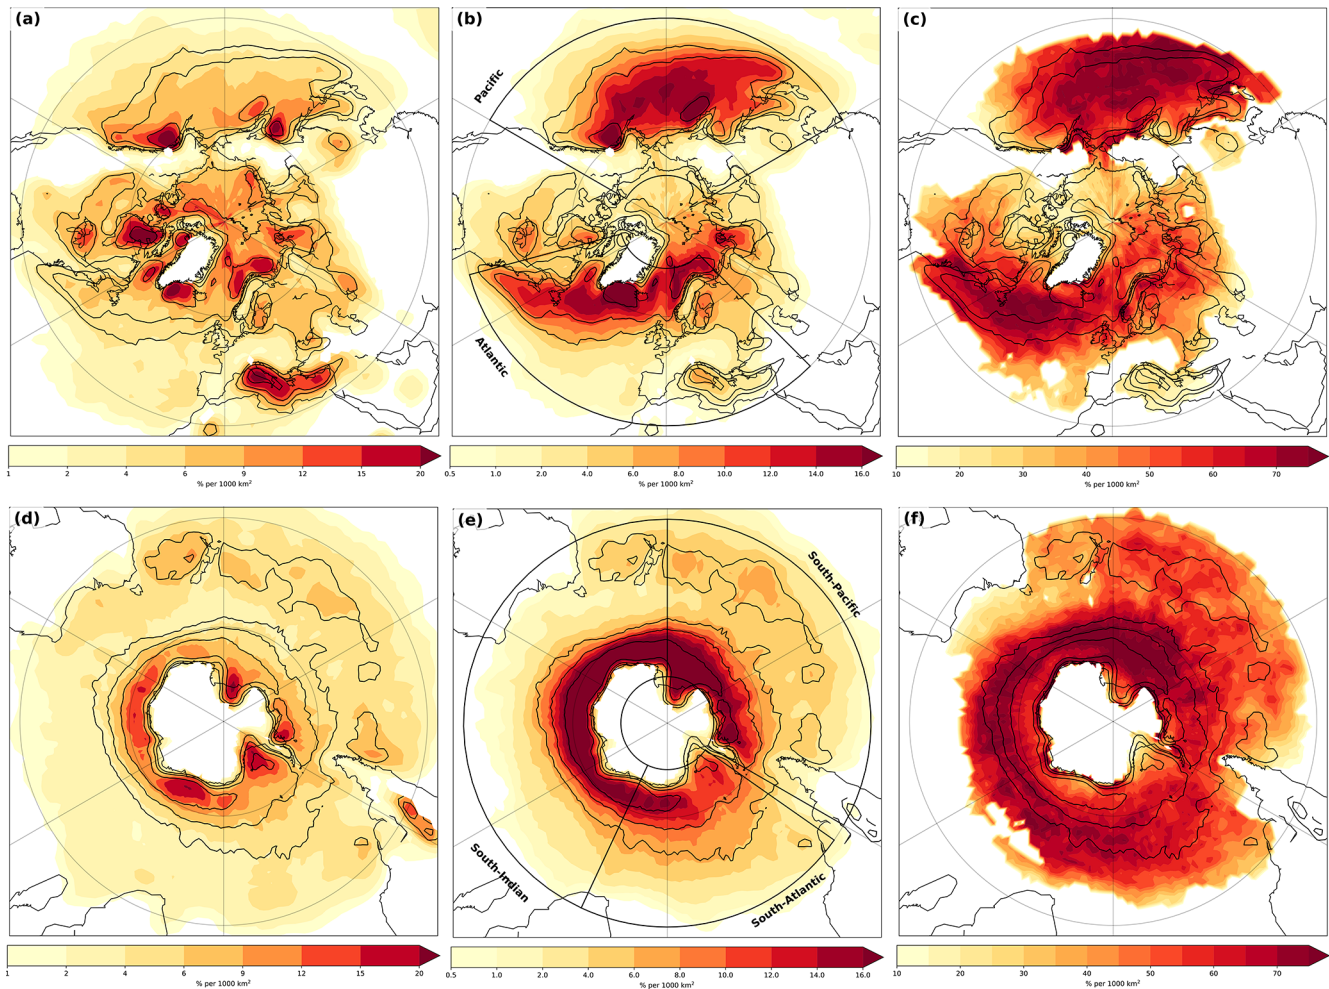 (a)
(b)
(c)
Pacific
Atlantic
1 2 4 6 9 12 15 20
% per 1000 km²
0.5 1.0 2.0 6.0 8.0 10.0 12.0 14.0 16.0
% per 1000 km²
10 20 30 40 50 60 70
% per 1000 km²
(d)
(e)
(f)
South-Pacific
South-Indian
South-Atlantic
1 2 4 6 9 12 15 20
% per 1000 km²
0.5 1.0 2.0 6.0 8.0 10.0 12.0 14.0 16.0
% per 1000 km²
10 20 30 40 50 60 70
% per 1000 km²